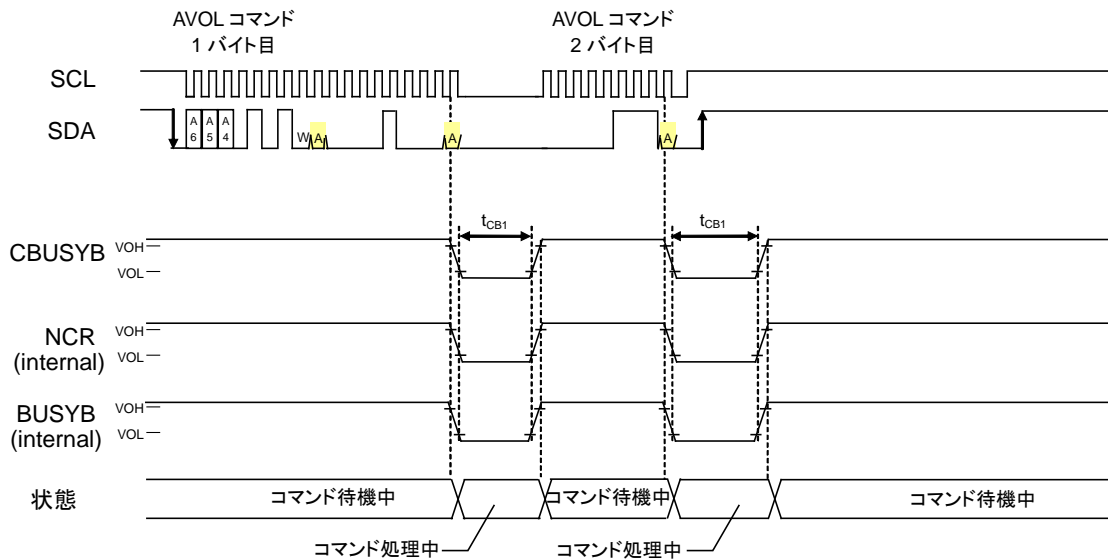 AVOL コマンド
1 バイト目
AVOL コマンド
2 バイト目
SCL
SDA
A6
A5
A4
W
A
A
A
tCB1
tCB1
CBUSYB
VOH
VOL
NCR
(internal)
VOH
VOL
BUSYB
(internal)
VOH
VOL
状態
コマンド待機中
コマンド待機中
コマンド待機中
コマンド処理中
コマンド処理中